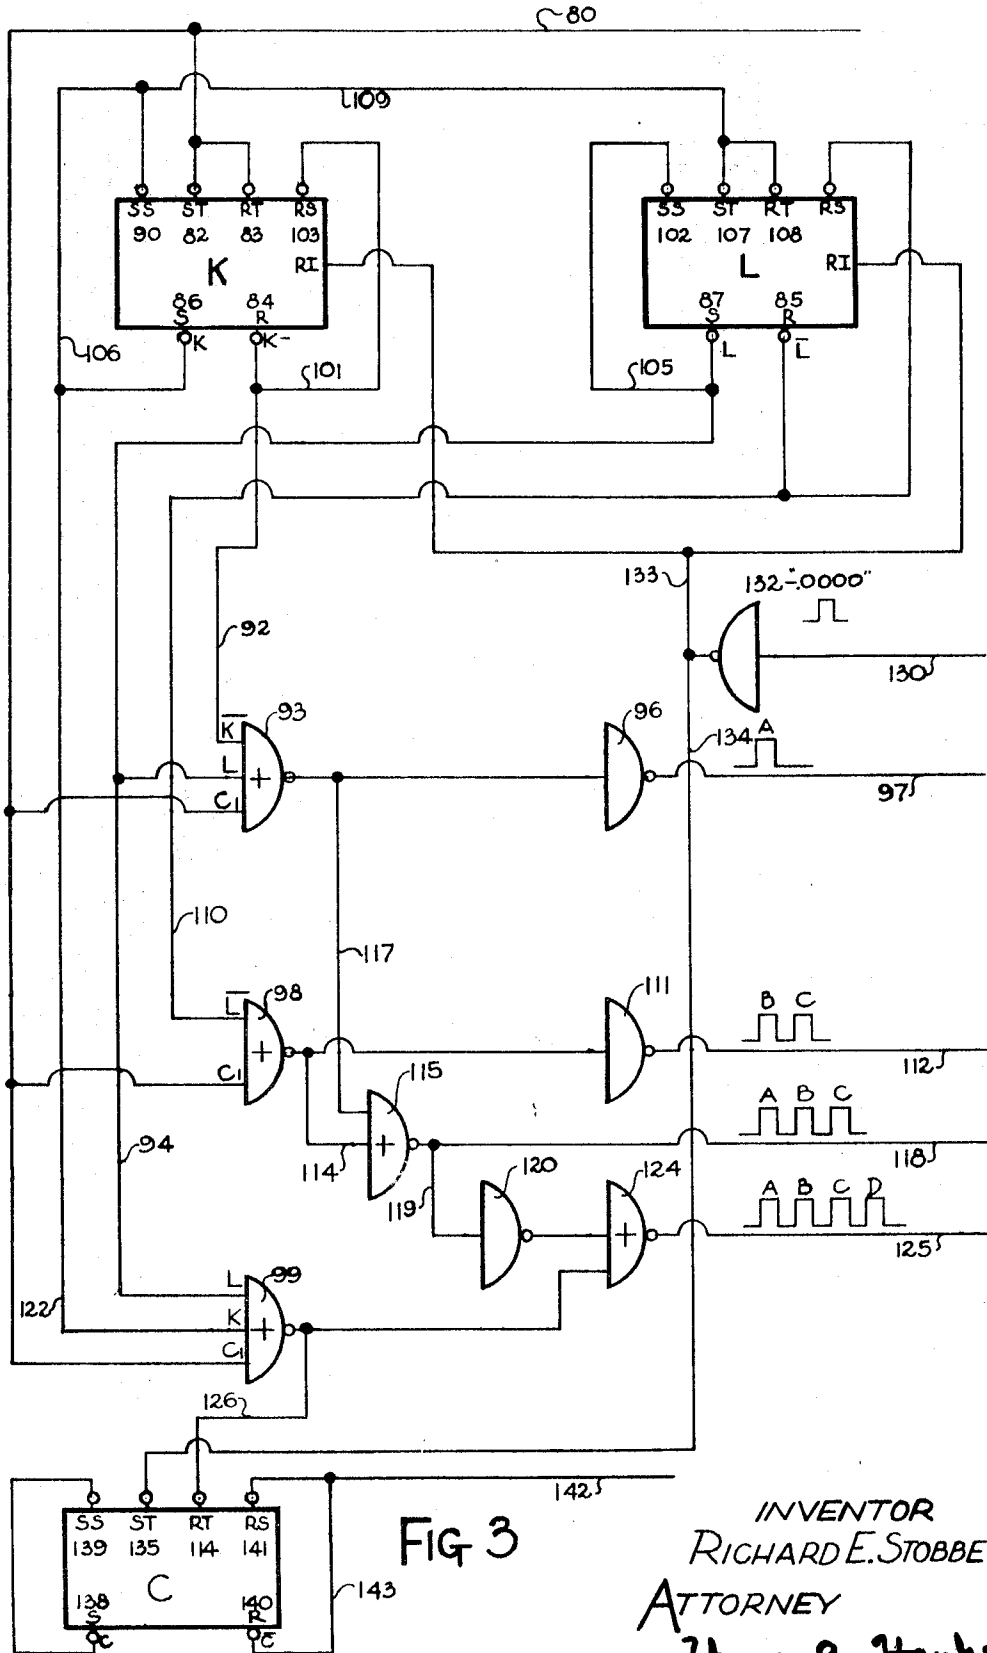 80
109
SS ST RT RS
90 82 83 103
K RI
86 84
S R
K K-
SS ST RT RS
102 107 108
L RI
87 85
S R
L L̅
106
101
105
133
132-".0000"
92
130
K̅ 93
96
134 A
L +
C1
97
110
117
L̅ 98
111
B C
+
C1
112
115
A B C
94
114 +
118
119
120
124
A B C D
+
125
L 99
122 K +
C1
126
142
SS ST RT RS
139 135 114 141
C
138 140
S R
C C̅
143
FIG 3
INVENTOR
RICHARD E. STOBBE
ATTORNEY